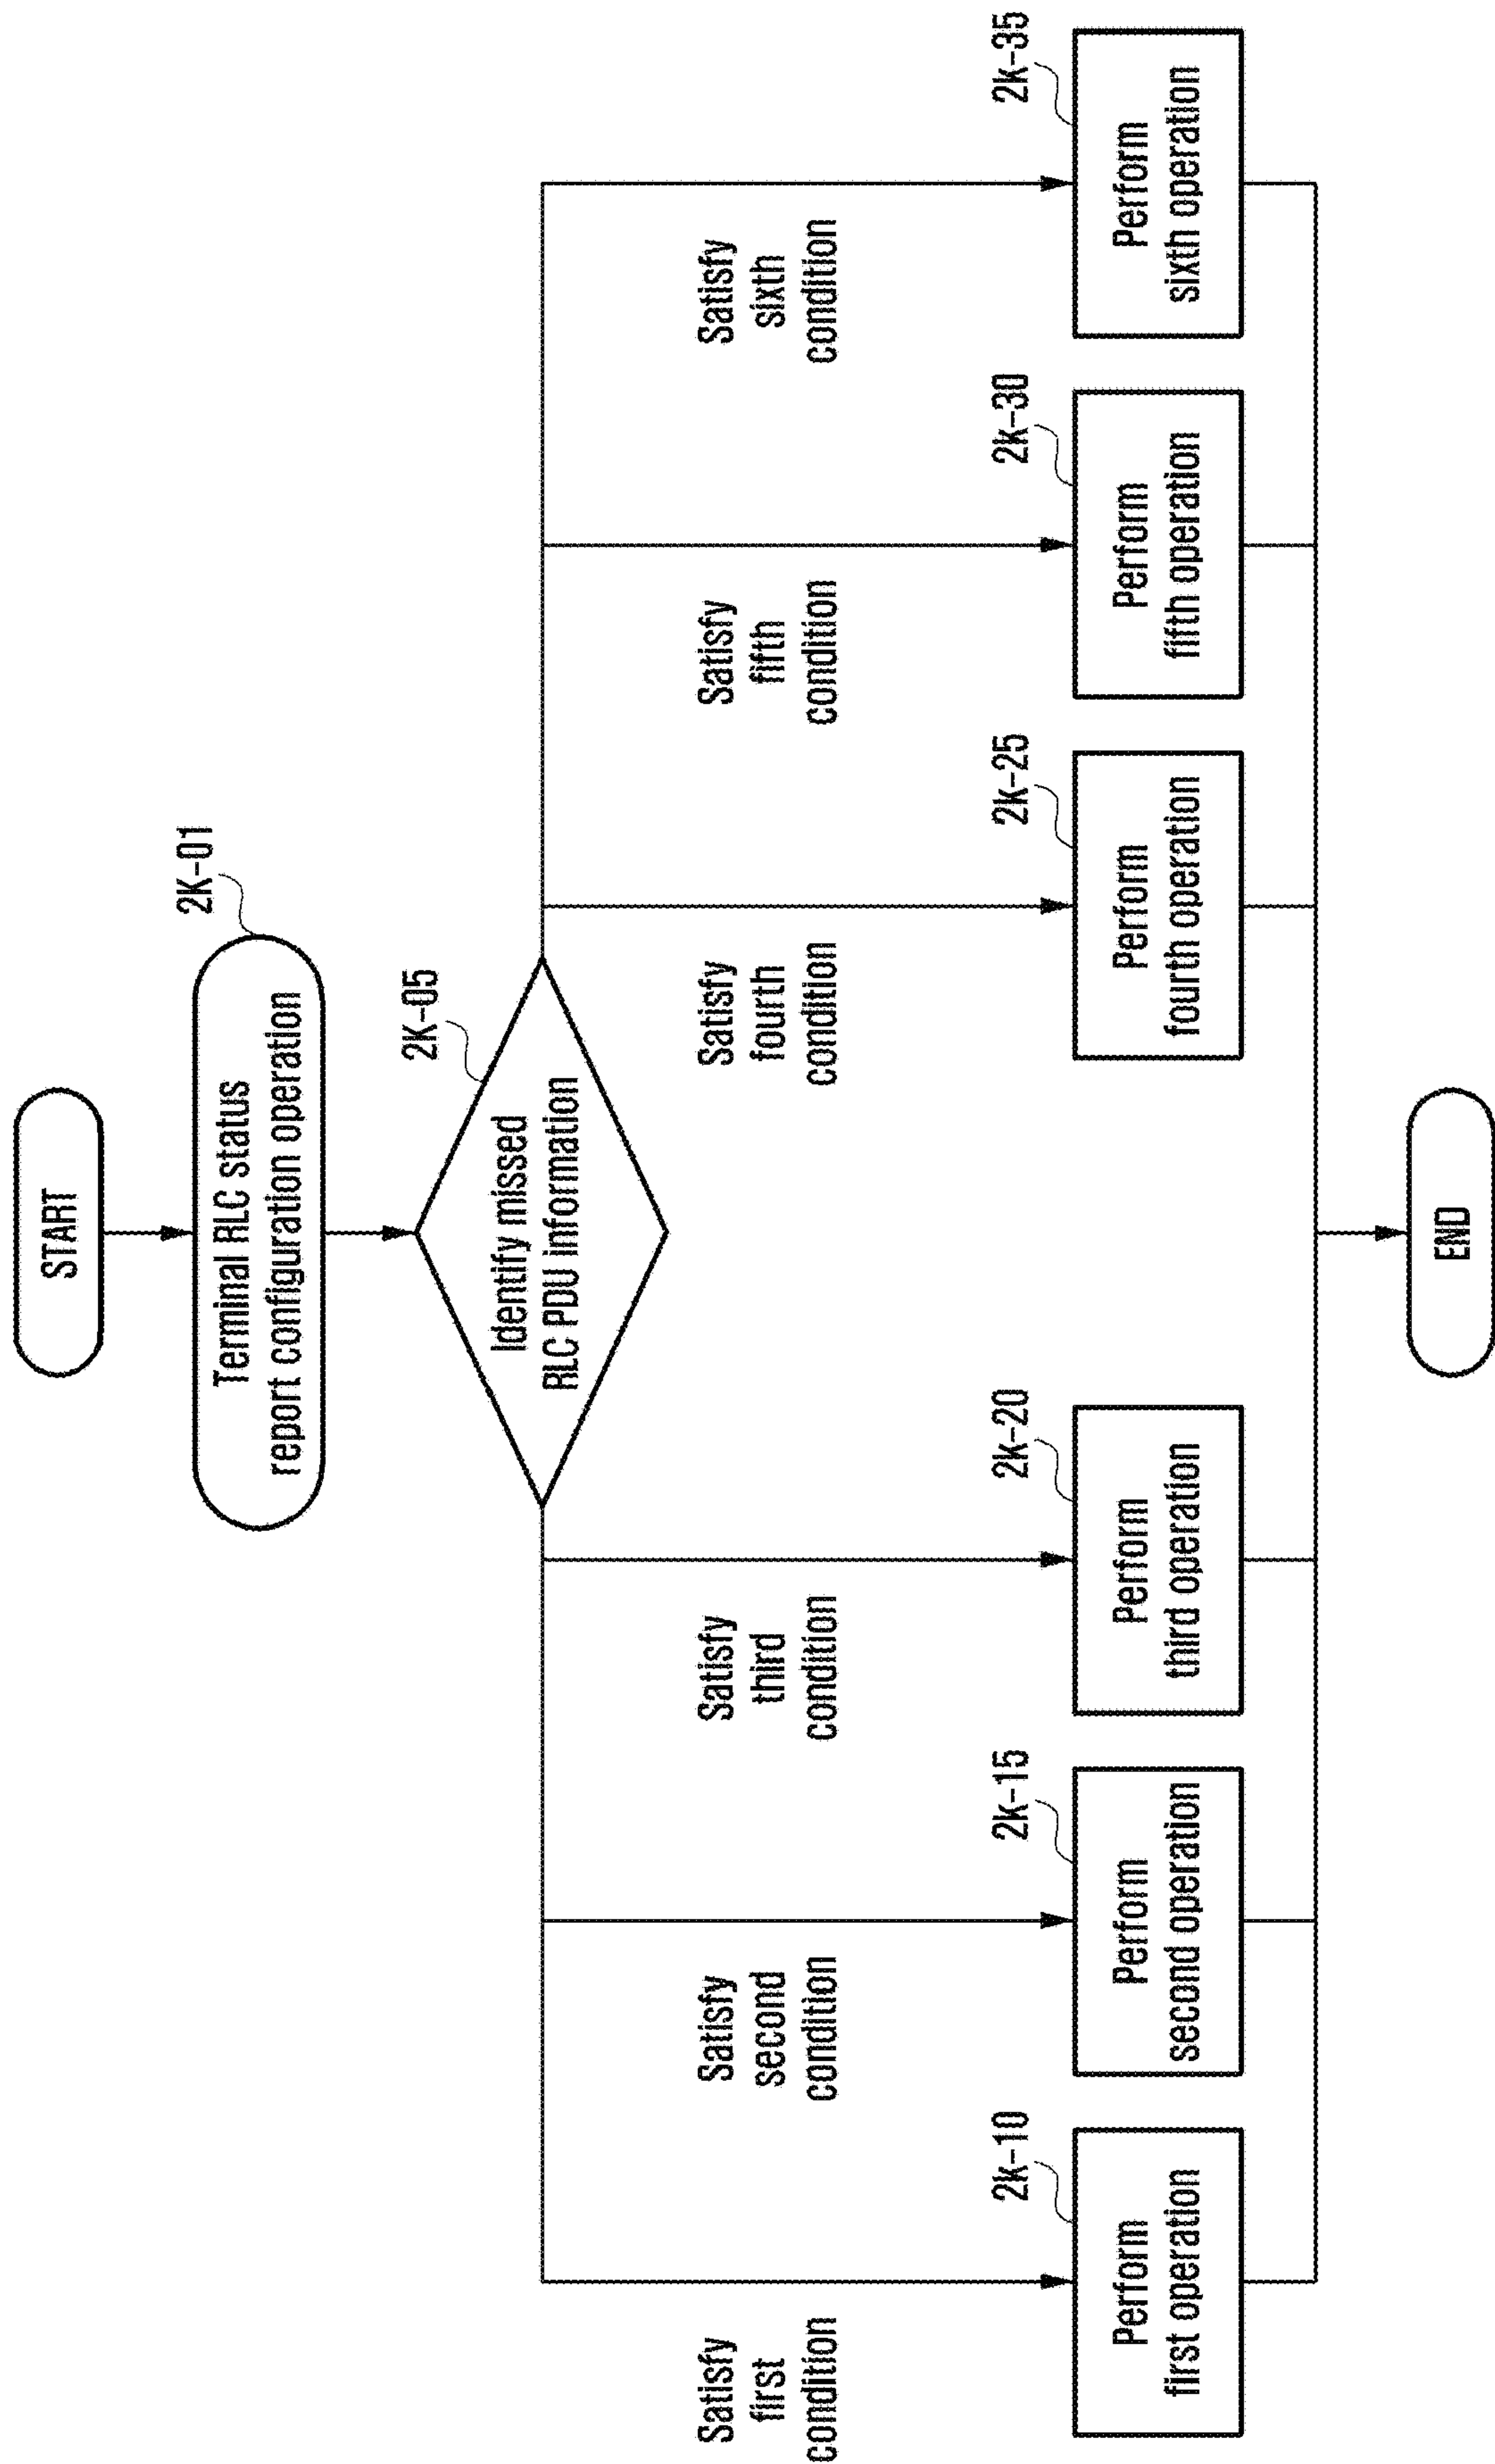 START
2K-01
Terminal RLC status
report configuration operation
2K-05
Identify missed
RLC PDU information
Satisfy
first
condition
Satisfy
second
condition
Satisfy
third
condition
Satisfy
fourth
condition
Satisfy
fifth
condition
Satisfy
sixth
condition
2k-10
Perform
first operation
2k-15
Perform
second operation
2k-20
Perform
third operation
2k-25
Perform
fourth operation
2k-30
Perform
fifth operation
2k-35
Perform
sixth operation
END